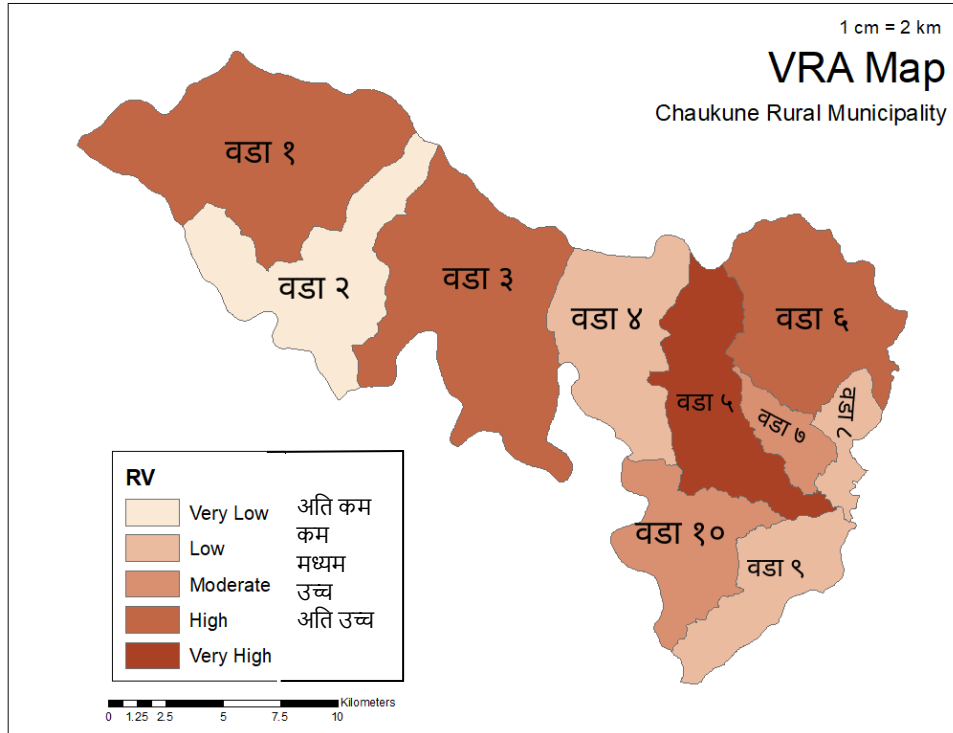 1 cm = 2 km
VRA Map
Chaukune Rural Municipality
वडा १
वडा २
वडा ३
वडा ४
वडा ५
वडा ६
वडा ७
वडा ८
वडा ९
वडा १०
RV
Very Low अति कम
Low कम
Moderate मध्यम
High उच्च
Very High अति उच्च
Kilometers
0 1.25 2.5 5 7.5 10